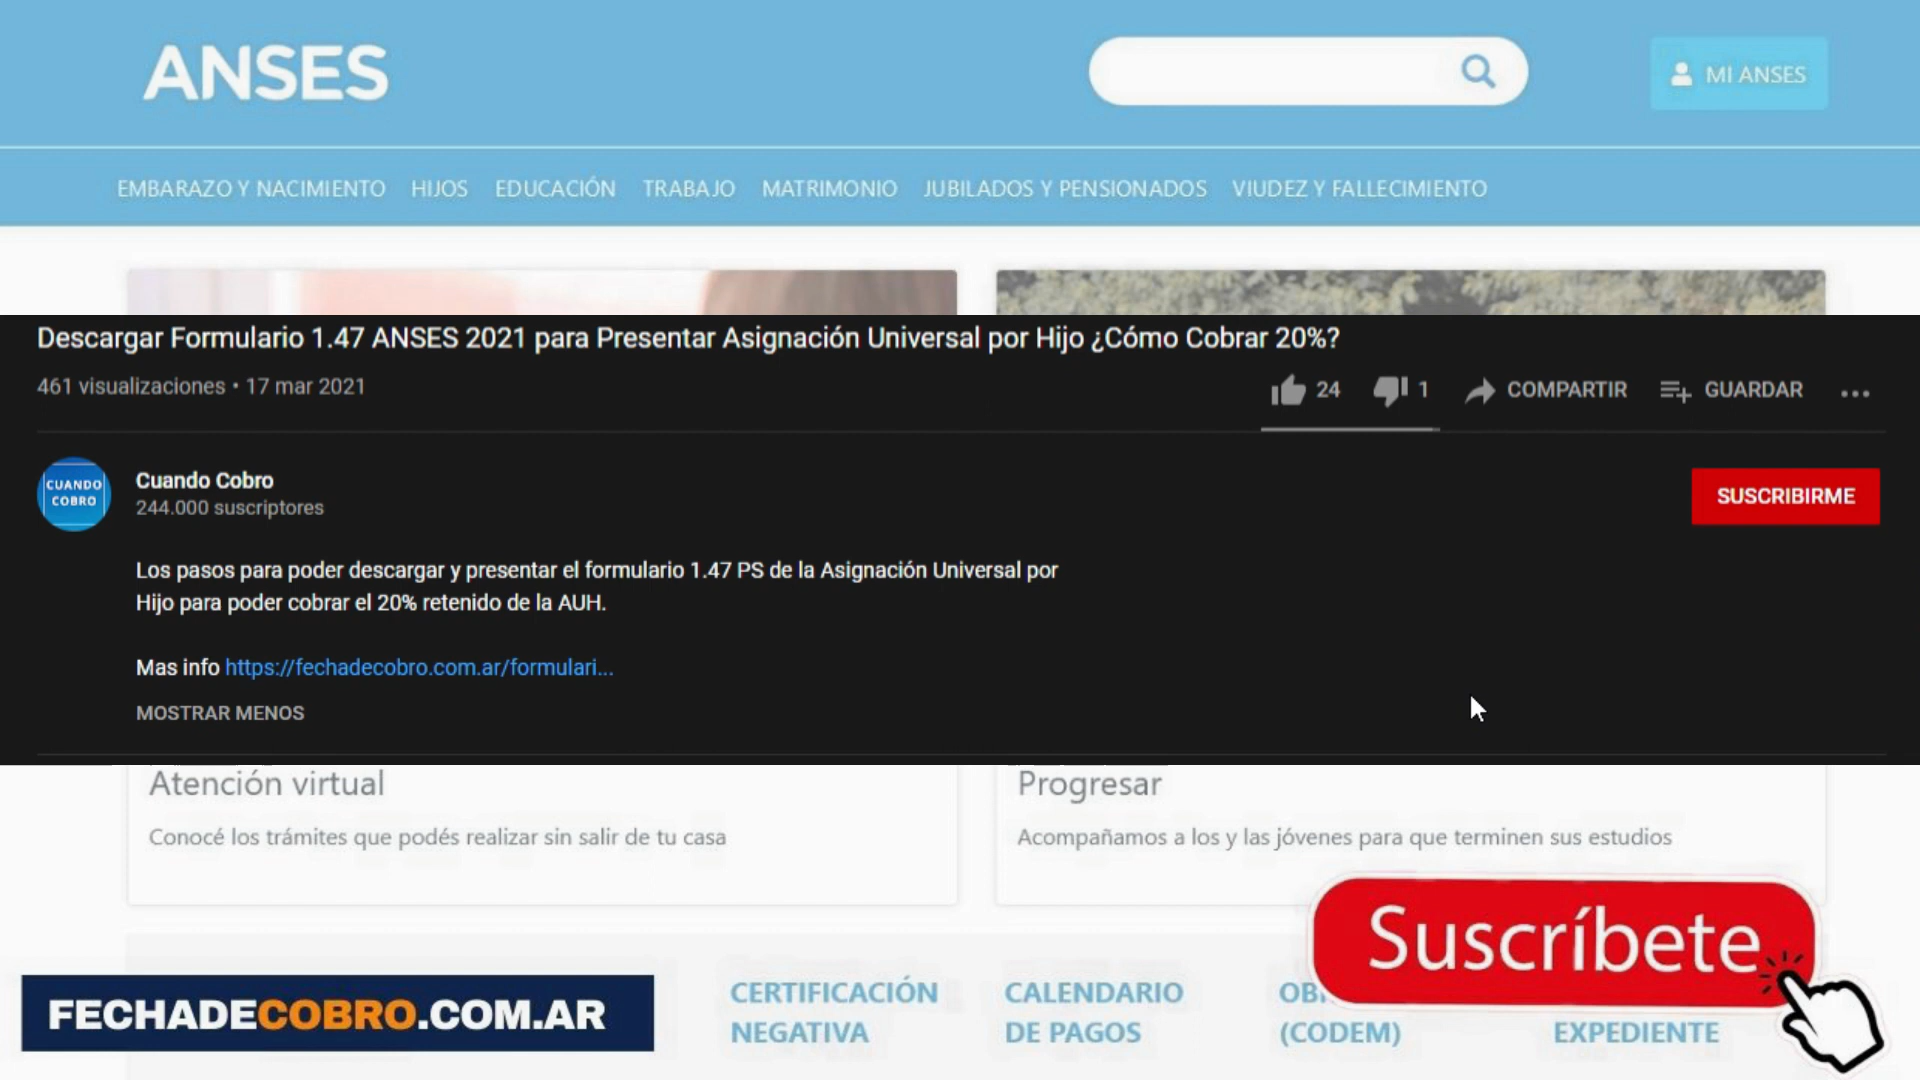 ANSES
MI ANSES
EMBARAZO Y NACIMIENTO HIJOS EDUCACIÓN TRABAJO MATRIMONIO JUBILADOS Y PENSIONADOS VIUDEZ Y FALLECIMIENTO
Descargar Formulario 1.47 ANSES 2021 para Presentar Asignación Universal por Hijo ¿Cómo Cobrar 20%?
461 visualizaciones • 17 mar 2021
24 1 COMPARTIR GUARDAR ...
CUANDO
COBRO
Cuando Cobro
244.000 suscriptores
SUSCRIBIRME
Los pasos para poder descargar y presentar el formulario 1.47 PS de la Asignación Universal por
Hijo para poder cobrar el 20% retenido de la AUH.
Mas info https://fechadecobro.com.ar/formulari...
MOSTRAR MENOS
Atención virtual
Conocé los trámites que podés realizar sin salir de tu casa
Progresar
Acompañamos a los y las jóvenes para que terminen sus estudios
Suscríbete
FECHADECOBRO.COM.AR
CERTIFICACIÓN
NEGATIVA
CALENDARIO
DE PAGOS
(CODEM)
EXPEDIENTE